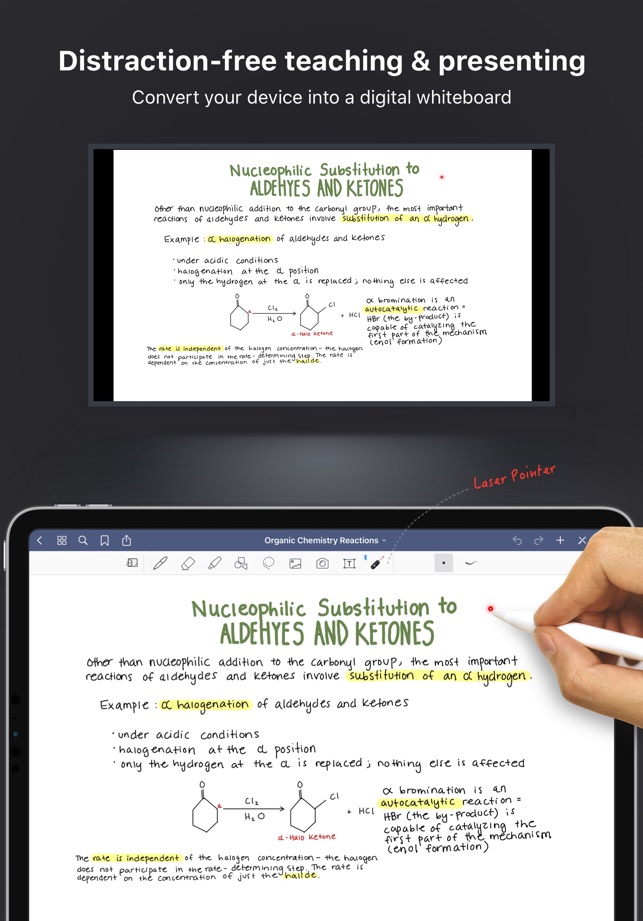 Distraction-free teaching & presenting
Convert your device into a digital whiteboard
Nucleophilic Substitution to
ALDEHYES AND KETONES
Other than nucleophilic addition to the carbonyl group, the most important
reactions of aldehydes and ketones involve substitution of an α hydrogen.
Example : α halogenation of aldehydes and ketones
· under acidic conditions
· halogenation at the α position
· only the hydrogen at the α is replaced ; nothing else is affected
O
α
Cl₂
H₂O
O
Cl
α-Halo Ketone
+ HCl
α bromination is an
autocatalytic reaction =
HBr (the by-product) is
capable of catalyzing the
first part of the mechanism
(enol formation)
The rate is independent of the halogen concentration - the halogen
does not participate in the rate - determining step. The rate is
dependent on the concentration of just the halide.
Laser Pointer
Organic Chemistry Reactions
T
Nucleophilic Substitution to
ALDEHYES AND KETONES
Other than nucleophilic addition to the carbonyl group, the most important
reactions of aldehydes and ketones involve substitution of an α hydrogen.
Example : α halogenation of aldehydes and ketones
· under acidic conditions
· halogenation at the α position
· only the hydrogen at the α is replaced ; nothing else is affected
O
α
Cl₂
H₂O
O
Cl
α-Halo Ketone
+ HCl
α bromination is an
autocatalytic reaction =
HBr (the by-product) is
capable of catalyzing the
first part of the mechanism
(enol formation)
The rate is independent of the halogen concentration - the halogen
does not participate in the rate - determining step. The rate is
dependent on the concentration of just the halide.